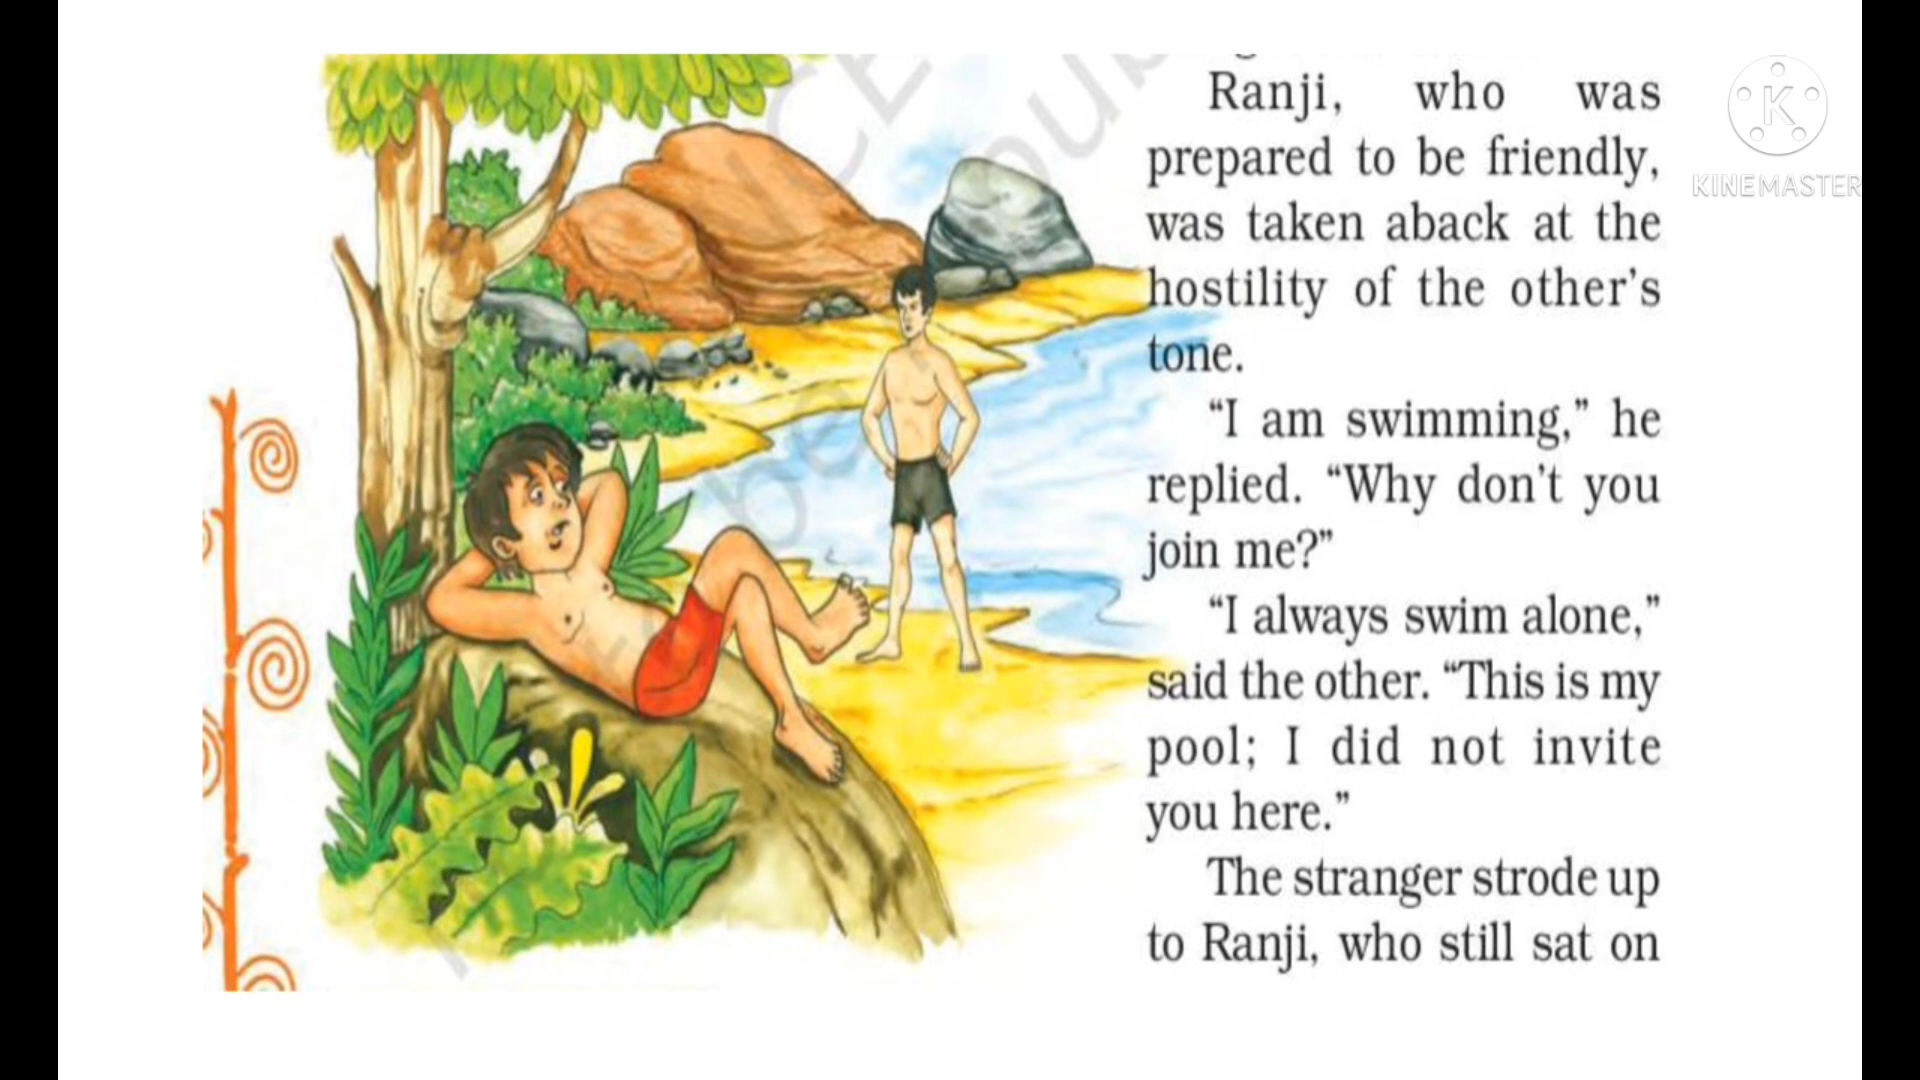 Ranji, who was
prepared to be friendly,
was taken aback at the
hostility of the other's
tone.
“I am swimming,” he
replied. “Why don't you
join me?”
“I always swim alone,”
said the other. “This is my
pool; I did not invite
you here.”
The stranger strode up
to Ranji, who still sat on
K
KINEMASTER